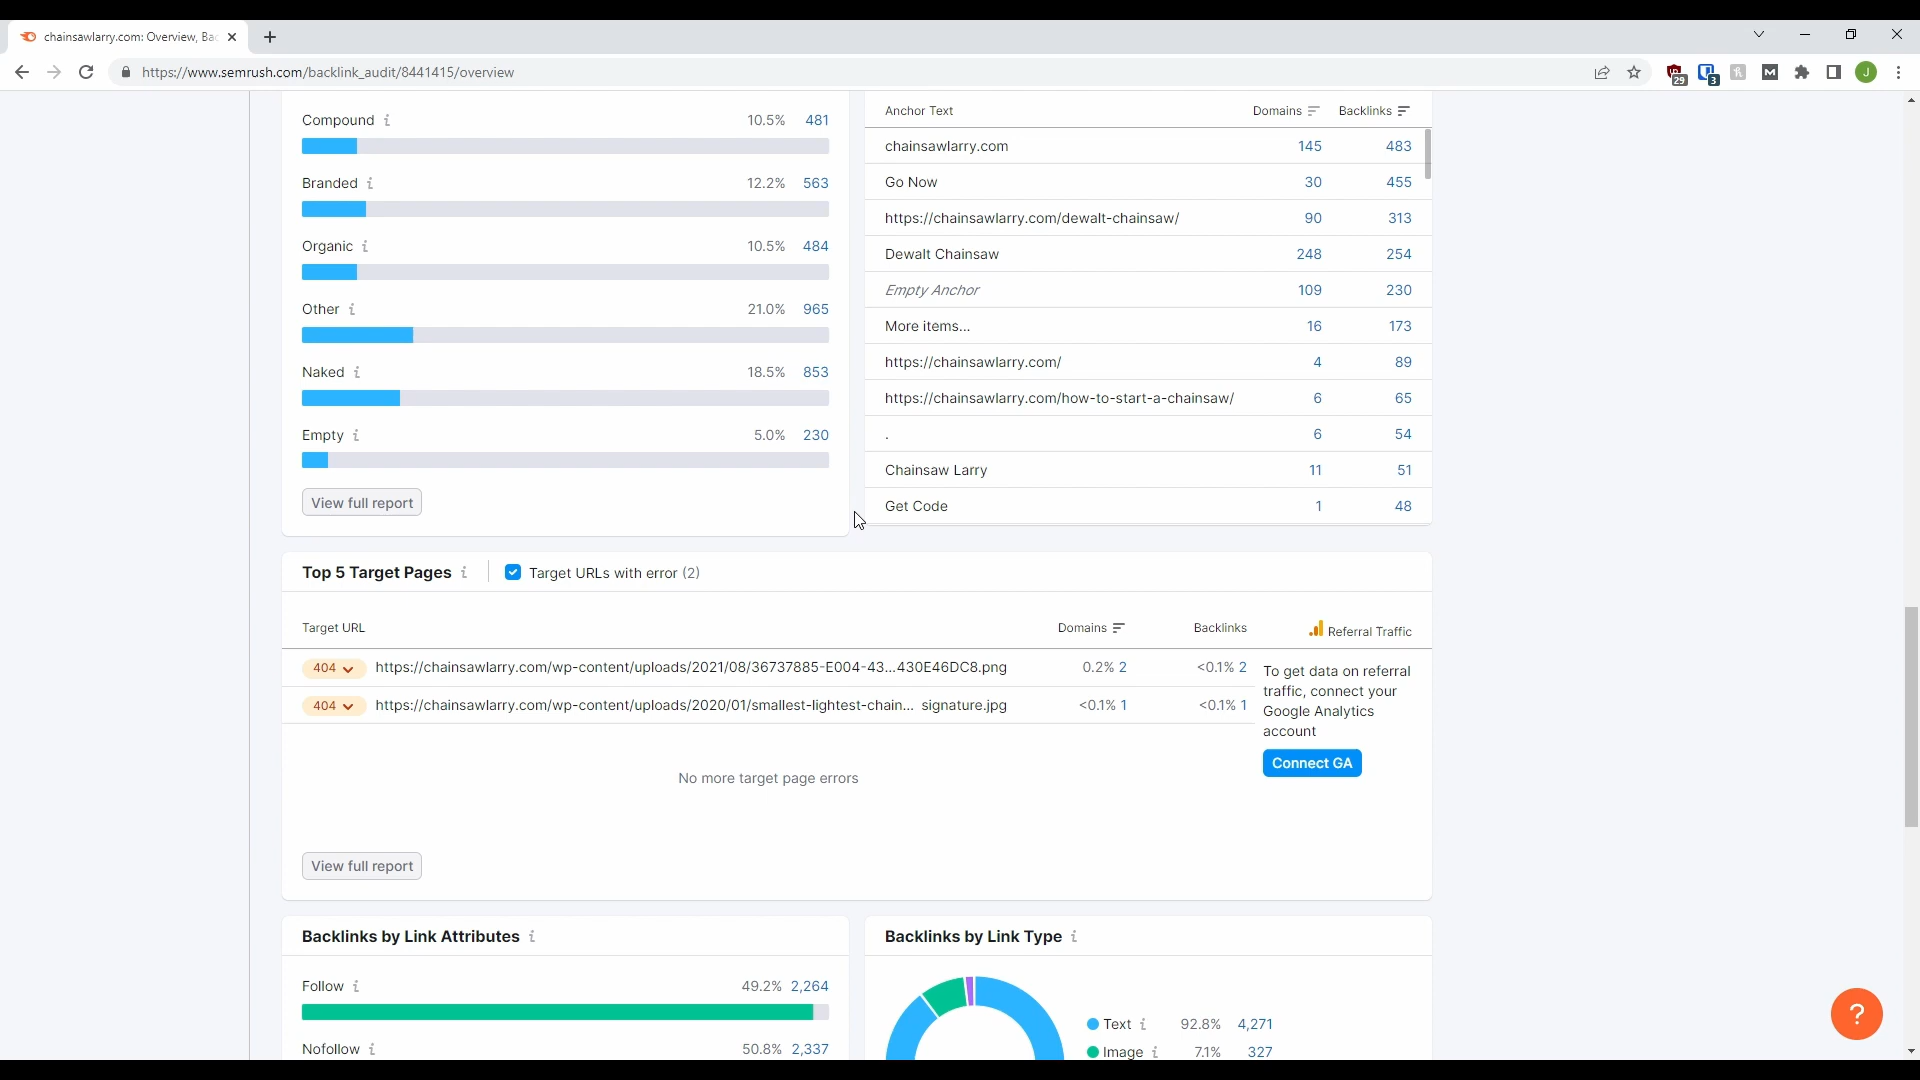 chainsawlarry.com: Overview, Bac
https://www.semrush.com/backlink_audit/8441415/overview
29
3
J
Compound i 10.5% 481
Branded i 12.2% 563
Organic i 10.5% 484
Other i 21.0% 965
Naked i 18.5% 853
Empty i 5.0% 230
View full report
Anchor Text Domains Backlinks
chainsawlarry.com 145 483
Go Now 30 455
https://chainsawlarry.com/dewalt-chainsaw/ 90 313
Dewalt Chainsaw 248 254
Empty Anchor 109 230
More items... 16 173
https://chainsawlarry.com/ 4 89
https://chainsawlarry.com/how-to-start-a-chainsaw/ 6 65
. 6 54
Chainsaw Larry 11 51
Get Code 1 48
Top 5 Target Pages i Target URLs with error (2)
Target URL Domains Backlinks Referral Traffic
404 https://chainsawlarry.com/wp-content/uploads/2021/08/36737885-E004-43...430E46DC8.png 0.2% 2 <0.1% 2
404 https://chainsawlarry.com/wp-content/uploads/2020/01/smallest-lightest-chain... signature.jpg <0.1% 1 <0.1% 1
To get data on referral
traffic, connect your
Google Analytics
account
Connect GA
No more target page errors
View full report
Backlinks by Link Attributes i
Follow i 49.2% 2,264
Nofollow i 50.8% 2,337
Backlinks by Link Type i
Text i 92.8% 4,271
Image i 7.1% 327
?